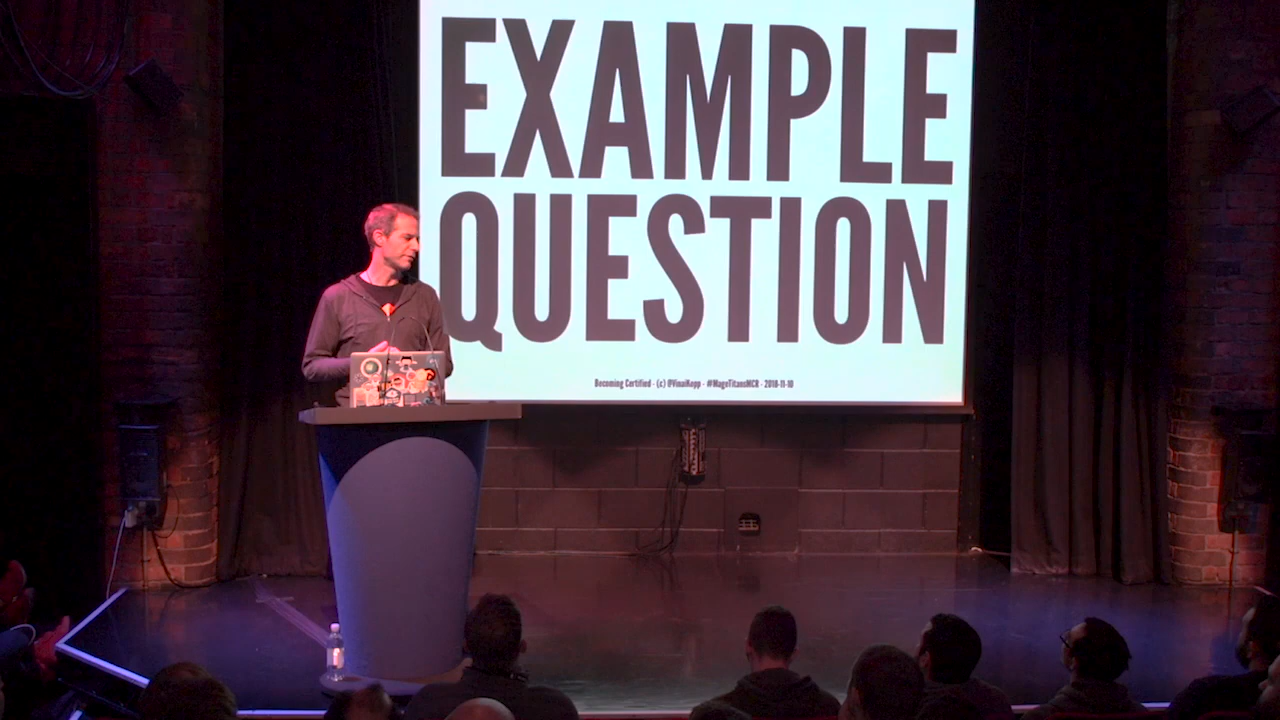 EXAMPLE
QUESTION
Becoming Certified - (c) @VinaiKopp - #MageTitansMCR - 2018-11-10